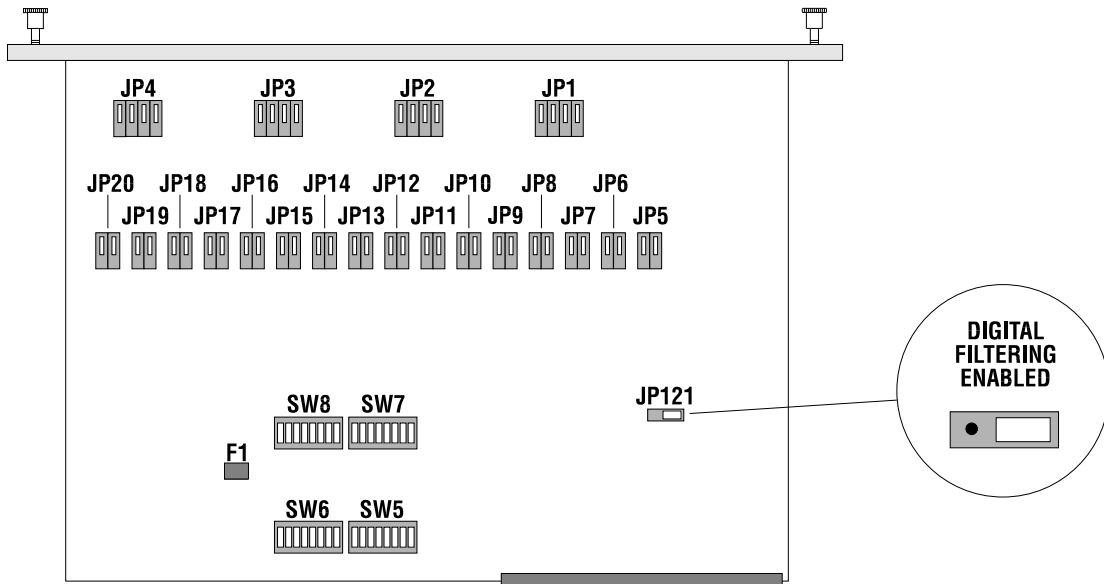 JP4 JP3 JP2 JP1
JP20 JP18 JP16 JP14 JP12 JP10 JP8 JP6
JP19 JP17 JP15 JP13 JP11 JP9 JP7 JP5
DIGITAL
FILTERING
ENABLED
JP121
SW8 SW7
F1
SW6 SW5